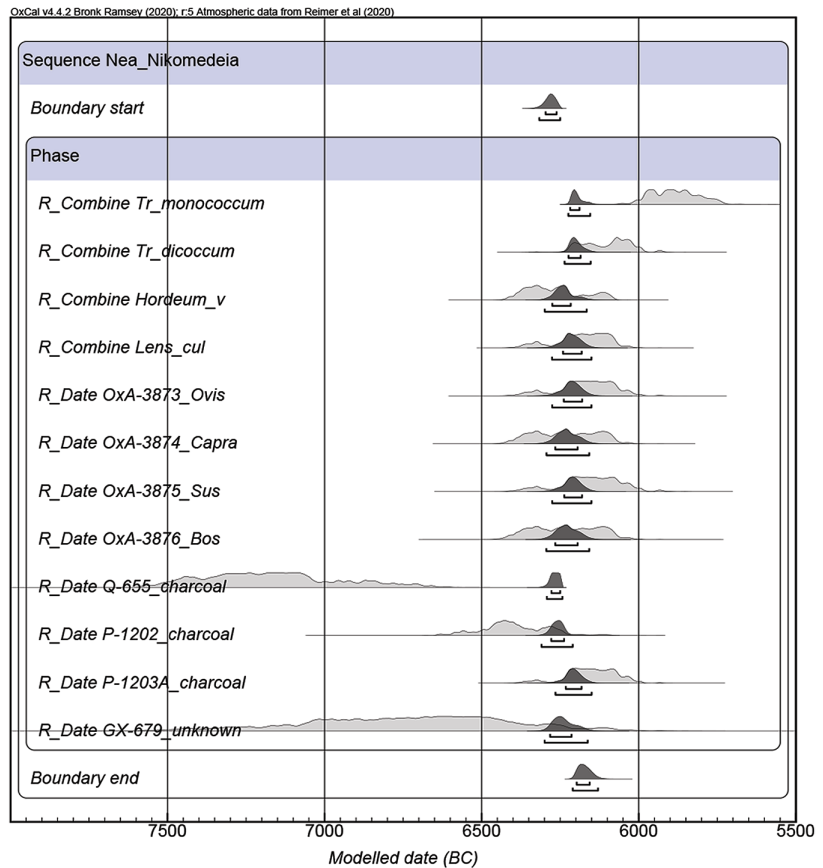 OxCal v4.4.2 Bronk Ramsey (2020); r:5 Atmospheric data from Reimer et al (2020)
Sequence Nea_Nikomedeia
Boundary start
Phase
R_Combine Tr_monococcum
R_Combine Tr_dicoccum
R_Combine Hordeum_v
R_Combine Lens_cul
R_Date OxA-3873_Ovis
R_Date OxA-3874_Capra
R_Date OxA-3875_Sus
R_Date OxA-3876_Bos
R_Date Q-655_charcoal
R_Date P-1202_charcoal
R_Date P-1203A_charcoal
R_Date GX-679_unknown
Boundary end
7500 7000 6500 6000 5500
Modelled date (BC)